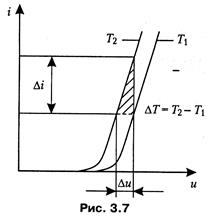 i
T₂
T₁
Δi
ΔT = T₂ − T₁
Δu
u
Рис. 3.7